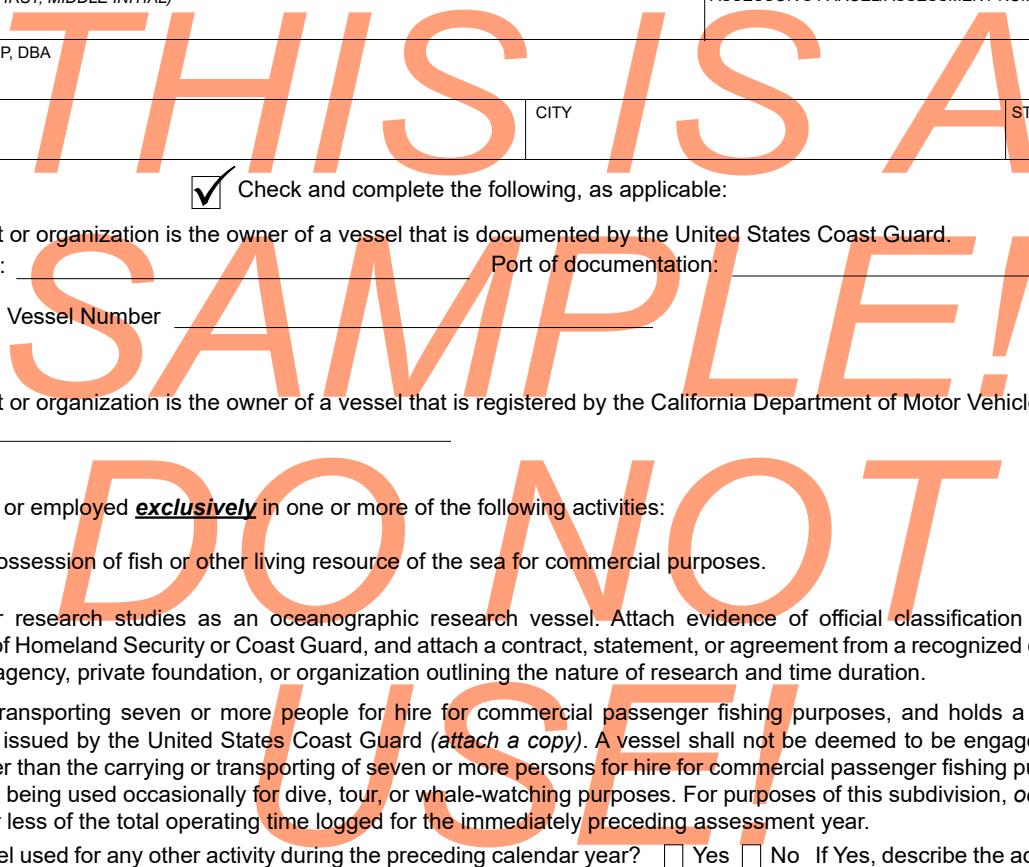 FIRST, MIDDLE INITIAL)
P, DBA
CITY
THIS IS A
Check and complete the following, as applicable:
or organization is the owner of a vessel that is documented by the United States Coast Guard.
: Port of documentation:
Vessel Number
SAMPLE!
or organization is the owner of a vessel that is registered by the California Department of Motor
DO NOT
or employed exclusively in one or more of the following activities:
of fish or other living resource of the sea for commercial purposes.
research studies as an oceanographic research vessel. Attach evidence of official classification
of Homeland Security or Coast Guard, and attach a contract, statement, or agreement from a recognized
agency, private foundation, or organization outlining the nature of research and time duration.
USE!
transporting seven or more people for hire for commercial passenger fishing purposes, and holds a
issued by the United States Coast Guard (attach a copy). A vessel shall not be deemed to be
than the carrying or transporting of seven or more persons for hire for commercial passenger fishing
being used occasionally for dive, tour, or whale-watching purposes. For purposes of this subdivision,
less of the total operating time logged for the immediately preceding assessment year.
used for any other activity during the preceding calendar year? Yes No If Yes, describe the